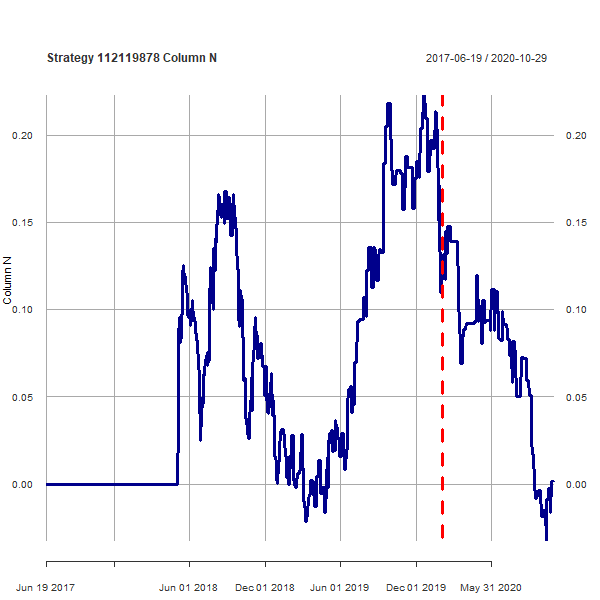 Strategy 112119878 Column N
2017-06-19 / 2020-10-29
Column N
0.20
0.15
0.10
0.05
0.00
0.20
0.15
0.10
0.05
0.00
Jun 19 2017
Jun 01 2018
Dec 01 2018
Jun 01 2019
Dec 01 2019
May 31 2020